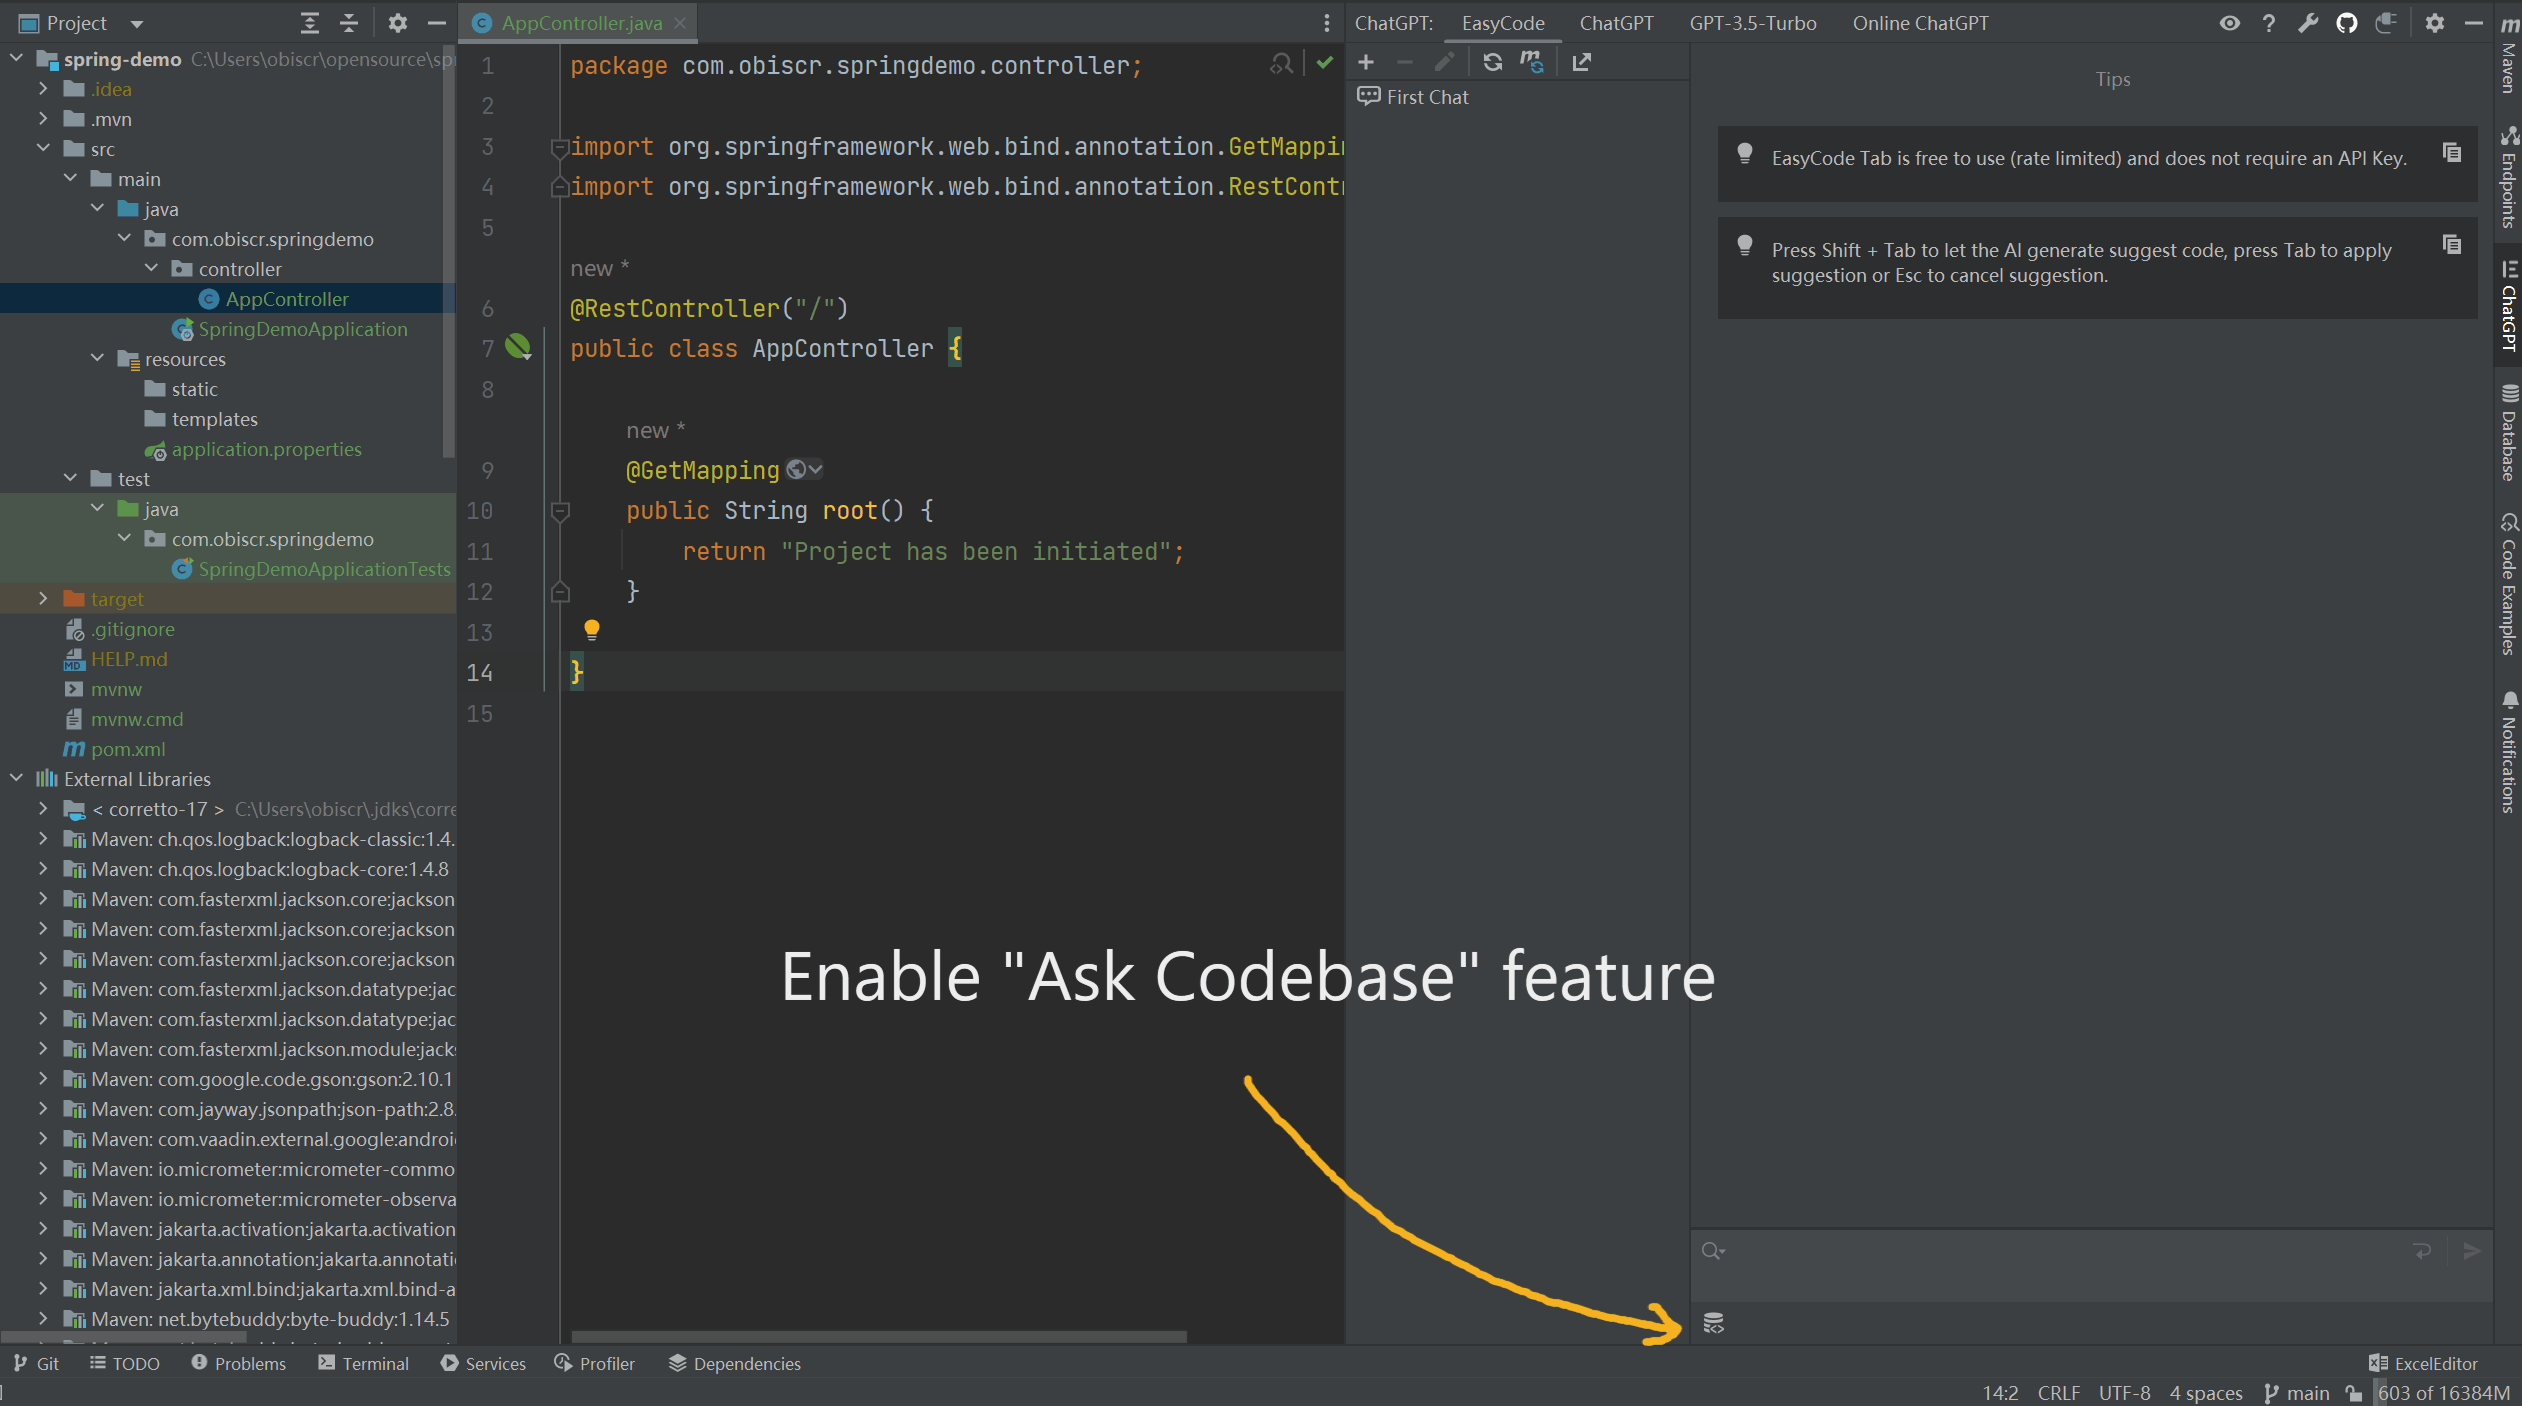 Project
spring-demo C:\Users\obiscr\opensource\sp
.idea
.mvn
src
main
java
com.obiscr.springdemo
controller
AppController
SpringDemoApplication
resources
static
templates
application.properties
test
java
com.obiscr.springdemo
SpringDemoApplicationTests
target
.gitignore
HELP.md
mvnw
mvnw.cmd
pom.xml
External Libraries
< corretto-17 > C:\Users\obiscr\.jdks\corre
Maven: ch.qos.logback:logback-classic:1.4.
Maven: ch.qos.logback:logback-core:1.4.8
Maven: com.fasterxml.jackson.core:jackson
Maven: com.fasterxml.jackson.core:jackson
Maven: com.fasterxml.jackson.core:jackson
Maven: com.fasterxml.jackson.datatype:jac
Maven: com.fasterxml.jackson.datatype:jac
Maven: com.fasterxml.jackson.module:jacks
Maven: com.google.code.gson:gson:2.10.1
Maven: com.jayway.jsonpath:json-path:2.8.
Maven: com.vaadin.external.google:android
Maven: io.micrometer:micrometer-commo
Maven: io.micrometer:micrometer-observa
Maven: jakarta.activation:jakarta.activation
Maven: jakarta.annotation:jakarta.annotati
Maven: jakarta.xml.bind:jakarta.xml.bind-a
Maven: net.bytebuddy:byte-buddy:1.14.5
AppController.java
1 package com.obiscr.springdemo.controller;
2
3 import org.springframework.web.bind.annotation.GetMappin
4 import org.springframework.web.bind.annotation.RestContr
5
new *
6 @RestController("/")
7 public class AppController {
8
new *
9 @GetMapping
10 public String root() {
11 return "Project has been initiated";
12 }
13
14 }
15
Enable "Ask Codebase" feature
ChatGPT: EasyCode ChatGPT GPT-3.5-Turbo Online ChatGPT
First Chat
Tips
EasyCode Tab is free to use (rate limited) and does not require an API Key.
Press Shift + Tab to let the AI generate suggest code, press Tab to apply
suggestion or Esc to cancel suggestion.
Maven
Endpoints
ChatGPT
Database
Code Examples
Notifications
Git TODO Problems Terminal Services Profiler Dependencies ExcelEditor
14:2 CRLF UTF-8 4 spaces main 603 of 16384M